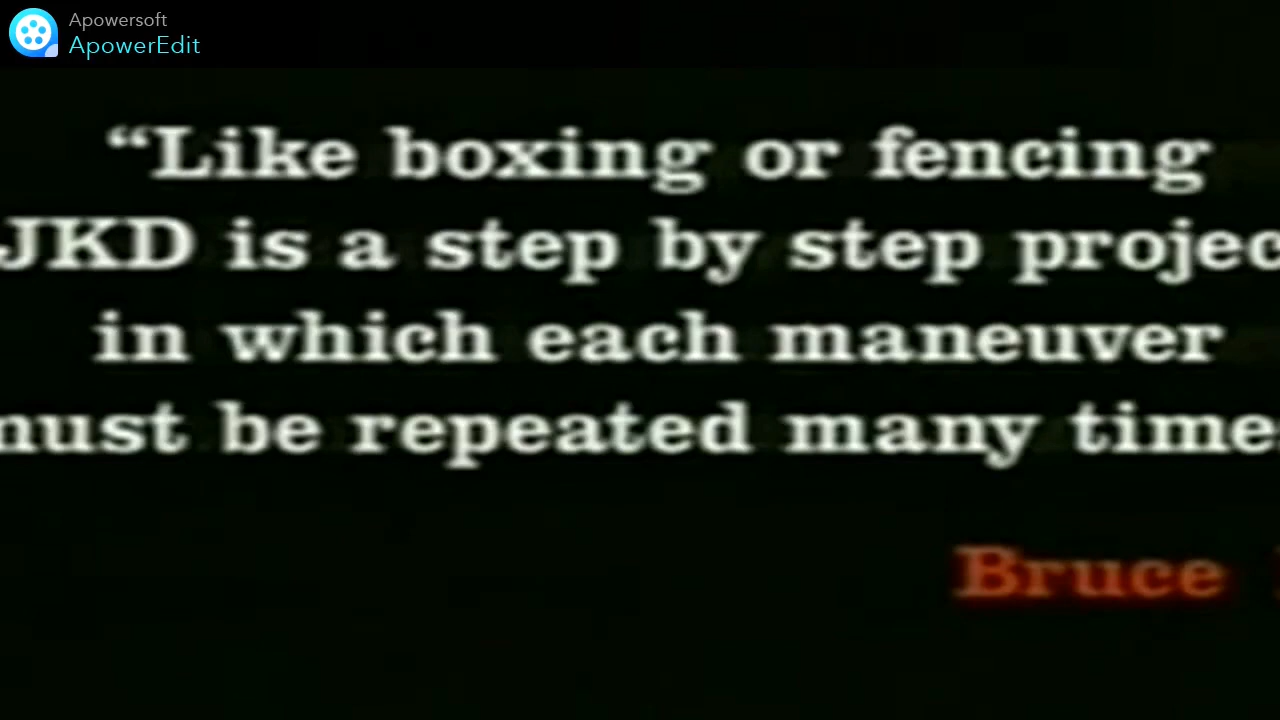 Apowersoft
ApowerEdit
“Like boxing or fencing
JKD is a step by step projec
in which each maneuver
must be repeated many time
Bruce